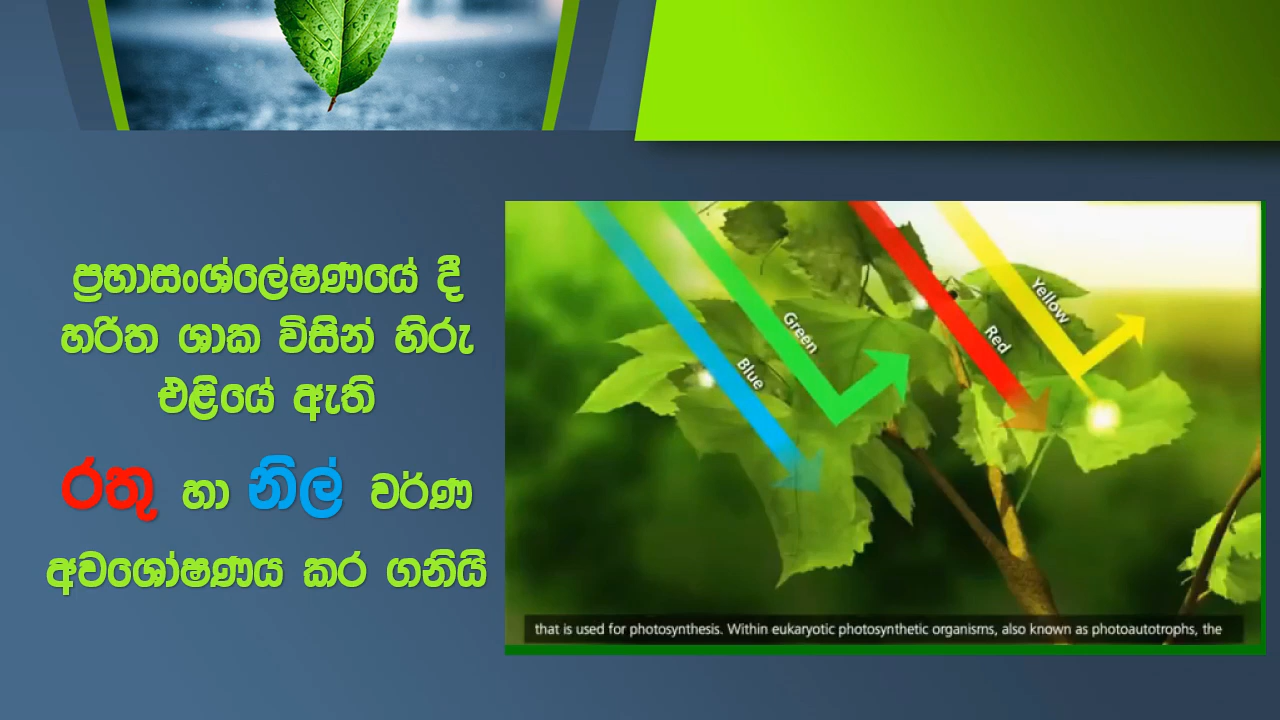 ප්‍රභාසංශ්ලේෂණයේ දී
හරිත ශාක විසින් හිරු
එළියේ ඇති
රතු හා නිල් වර්ණ
අවශෝෂණය කර ගනියි
Blue
Green
Red
Yellow
that is used for photosynthesis. Within eukaryotic photosynthetic organisms, also known as photoautotrophs, the